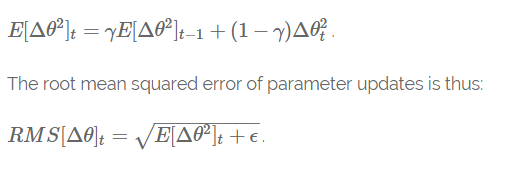 E[Δθ²]ₜ = γE[Δθ²]ₜ₋₁ + (1 − γ)Δθₜ² .
The root mean squared error of parameter updates is thus:
RMS[Δθ]ₜ = √(E[Δθ²]ₜ + ϵ) .